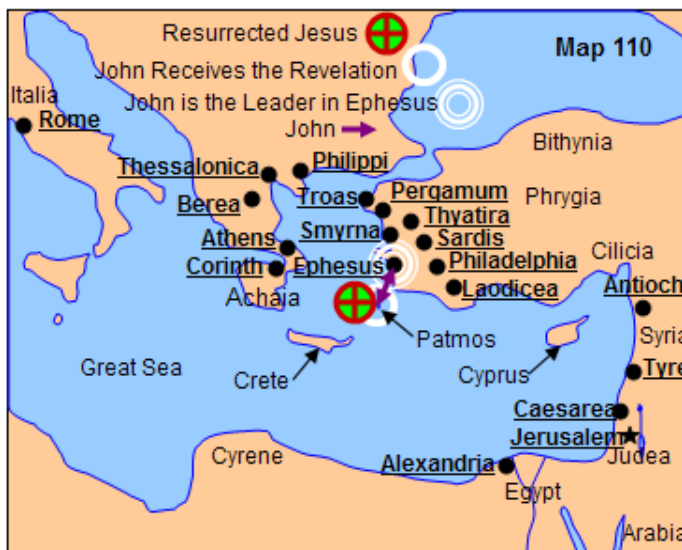 Resurrected Jesus
Map 110
John Receives the Revelation
Italia
John is the Leader in Ephesus
Rome
John
Bithynia
Thessalonica
Philippi
Troas
Pergamum
Phrygia
Berea
Thyatira
Smyrna
Sardis
Athens
Cilicia
Corinth
Ephesus
Philadelphia
Antioch
Achaia
Laodicea
Patmos
Syria
Great Sea
Crete
Cyprus
Tyre
Caesarea
Jerusalem
Cyrene
Alexandria
Judea
Egypt
Arabia